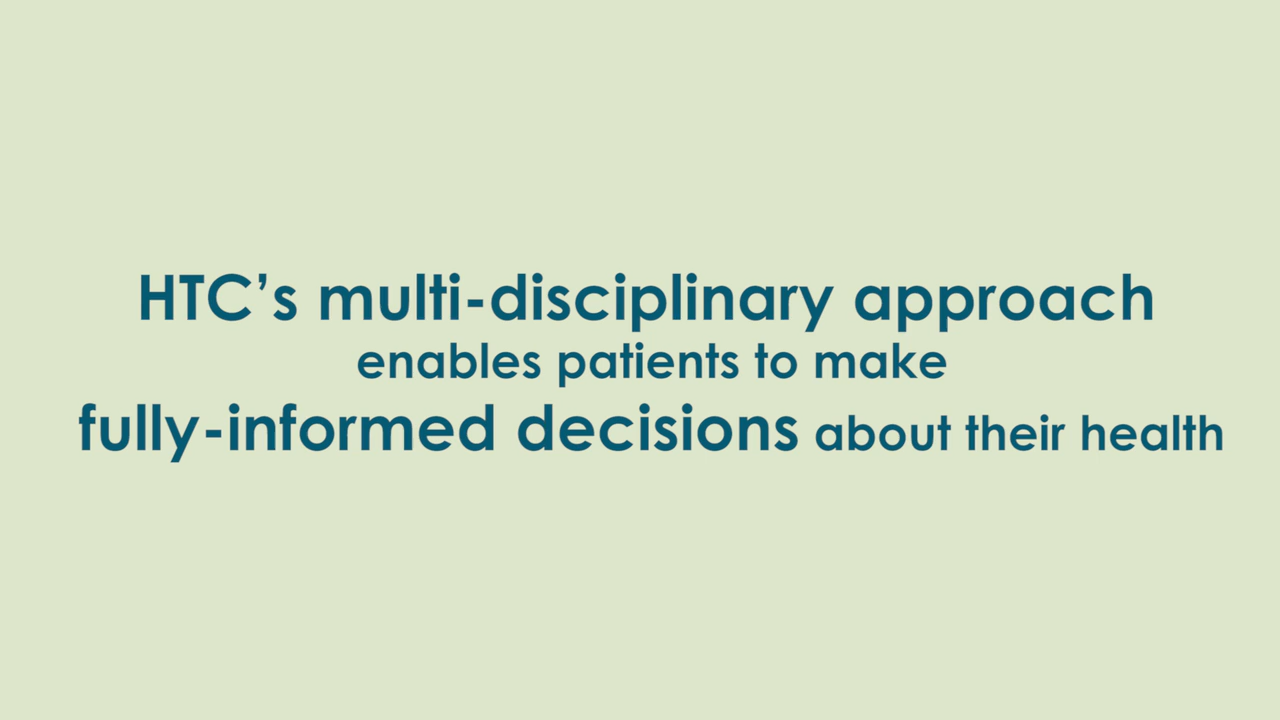 HTC’s multi-disciplinary approach
enables patients to make
fully-informed decisions about their health